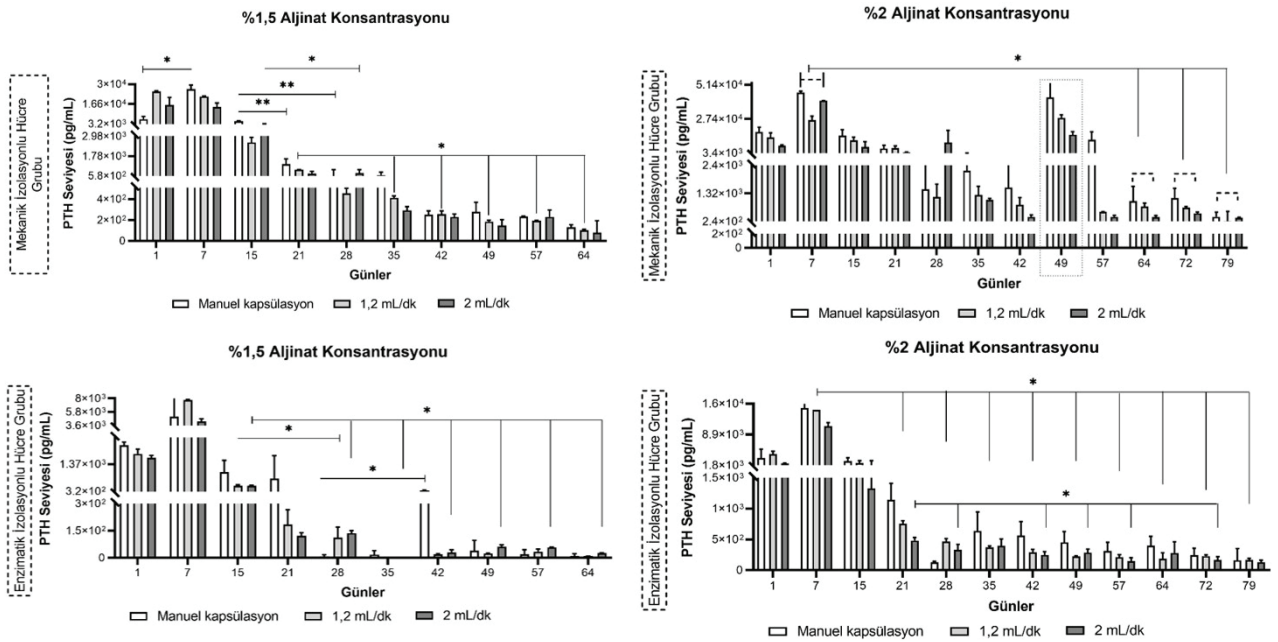 %1,5 Aljinat Konsantrasyonu
Mekanik İzolasyonlu Hücre
Grubu
PTH Seviyesi (pg/mL)
3×10⁴
1.66×10⁴
3.2×10³
2.98×10³
1.78×10³
5.8×10²
4×10²
2×10²
0
*
**
**
*
*
1 7 15 21 28 35 42 49 57 64
Günler
Manuel kapsülasyon 1,2 mL/dk 2 mL/dk
%2 Aljinat Konsantrasyonu
Mekanik İzolasyonlu Hücre Grubu
PTH Seviyesi (pg/mL)
5.14×10⁴
2.74×10⁴
3.4×10³
2.4×10³
1.32×10³
2.4×10²
2×10²
0
*
1 7 15 21 28 35 42 49 57 64 72 79
Günler
Manuel kapsülasyon 1,2 mL/dk 2 mL/dk
%1,5 Aljinat Konsantrasyonu
Enzimatik İzolasyonlu Hücre Grubu
PTH Seviyesi (pg/mL)
8×10³
5.8×10³
3.6×10³
1.37×10³
3.2×10²
3×10²
1.5×10²
0
*
*
*
1 7 15 21 28 35 42 49 57 64
Günler
Manuel kapsülasyon 1,2 mL/dk 2 mL/dk
%2 Aljinat Konsantrasyonu
Enzimatik İzolasyonlu Hücre Grubu
PTH Seviyesi (pg/mL)
1.6×10⁴
8.9×10³
1.8×10³
1.5×10³
1×10³
5×10²
0
*
*
1 7 15 21 28 35 42 49 57 64 72 79
Günler
Manuel kapsülasyon 1,2 mL/dk 2 mL/dk